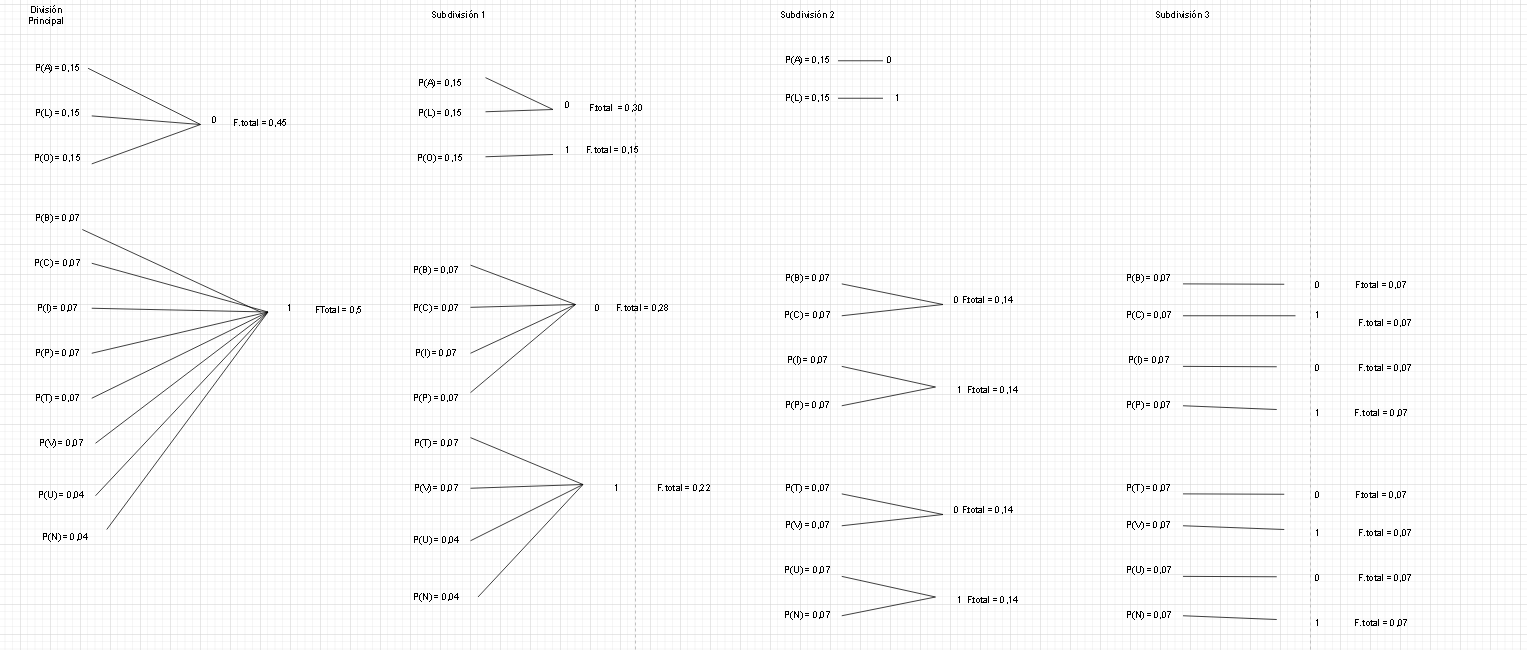 División
Principal
P(A) = 0,15
P(L) = 0,15
P(O) = 0,15
0 F.total = 0,45
P(B) = 0,07
P(C) = 0,07
P(I) = 0,07
P(P) = 0,07
P(T) = 0,07
P(V) = 0,07
P(U) = 0,04
P(N) = 0,04
1 FTotal = 0,5
Subdivisión 1
P(A) = 0,15
P(L) = 0,15
0 F.total = 0,30
P(O) = 0,15
1 F.total = 0,15
P(B) = 0,07
P(C) = 0,07
P(I) = 0,07
P(P) = 0,07
0 F.total = 0,28
P(T) = 0,07
P(V) = 0,07
P(U) = 0,04
P(N) = 0,04
1 F.total = 0,22
Subdivisión 2
P(A) = 0,15 0
P(L) = 0,15 1
P(B) = 0,07
P(C) = 0,07
0 F.total = 0,14
P(I) = 0,07
P(P) = 0,07
1 F.total = 0,14
P(T) = 0,07
P(V) = 0,07
0 F.total = 0,14
P(U) = 0,07
P(N) = 0,07
1 F.total = 0,14
Subdivisión 3
P(B) = 0,07 0 F.total = 0,07
P(C) = 0,07 1 F.total = 0,07
P(I) = 0,07 0 F.total = 0,07
P(P) = 0,07 1 F.total = 0,07
P(T) = 0,07 0 F.total = 0,07
P(V) = 0,07 1 F.total = 0,07
P(U) = 0,07 0 F.total = 0,07
P(N) = 0,07 1 F.total = 0,07